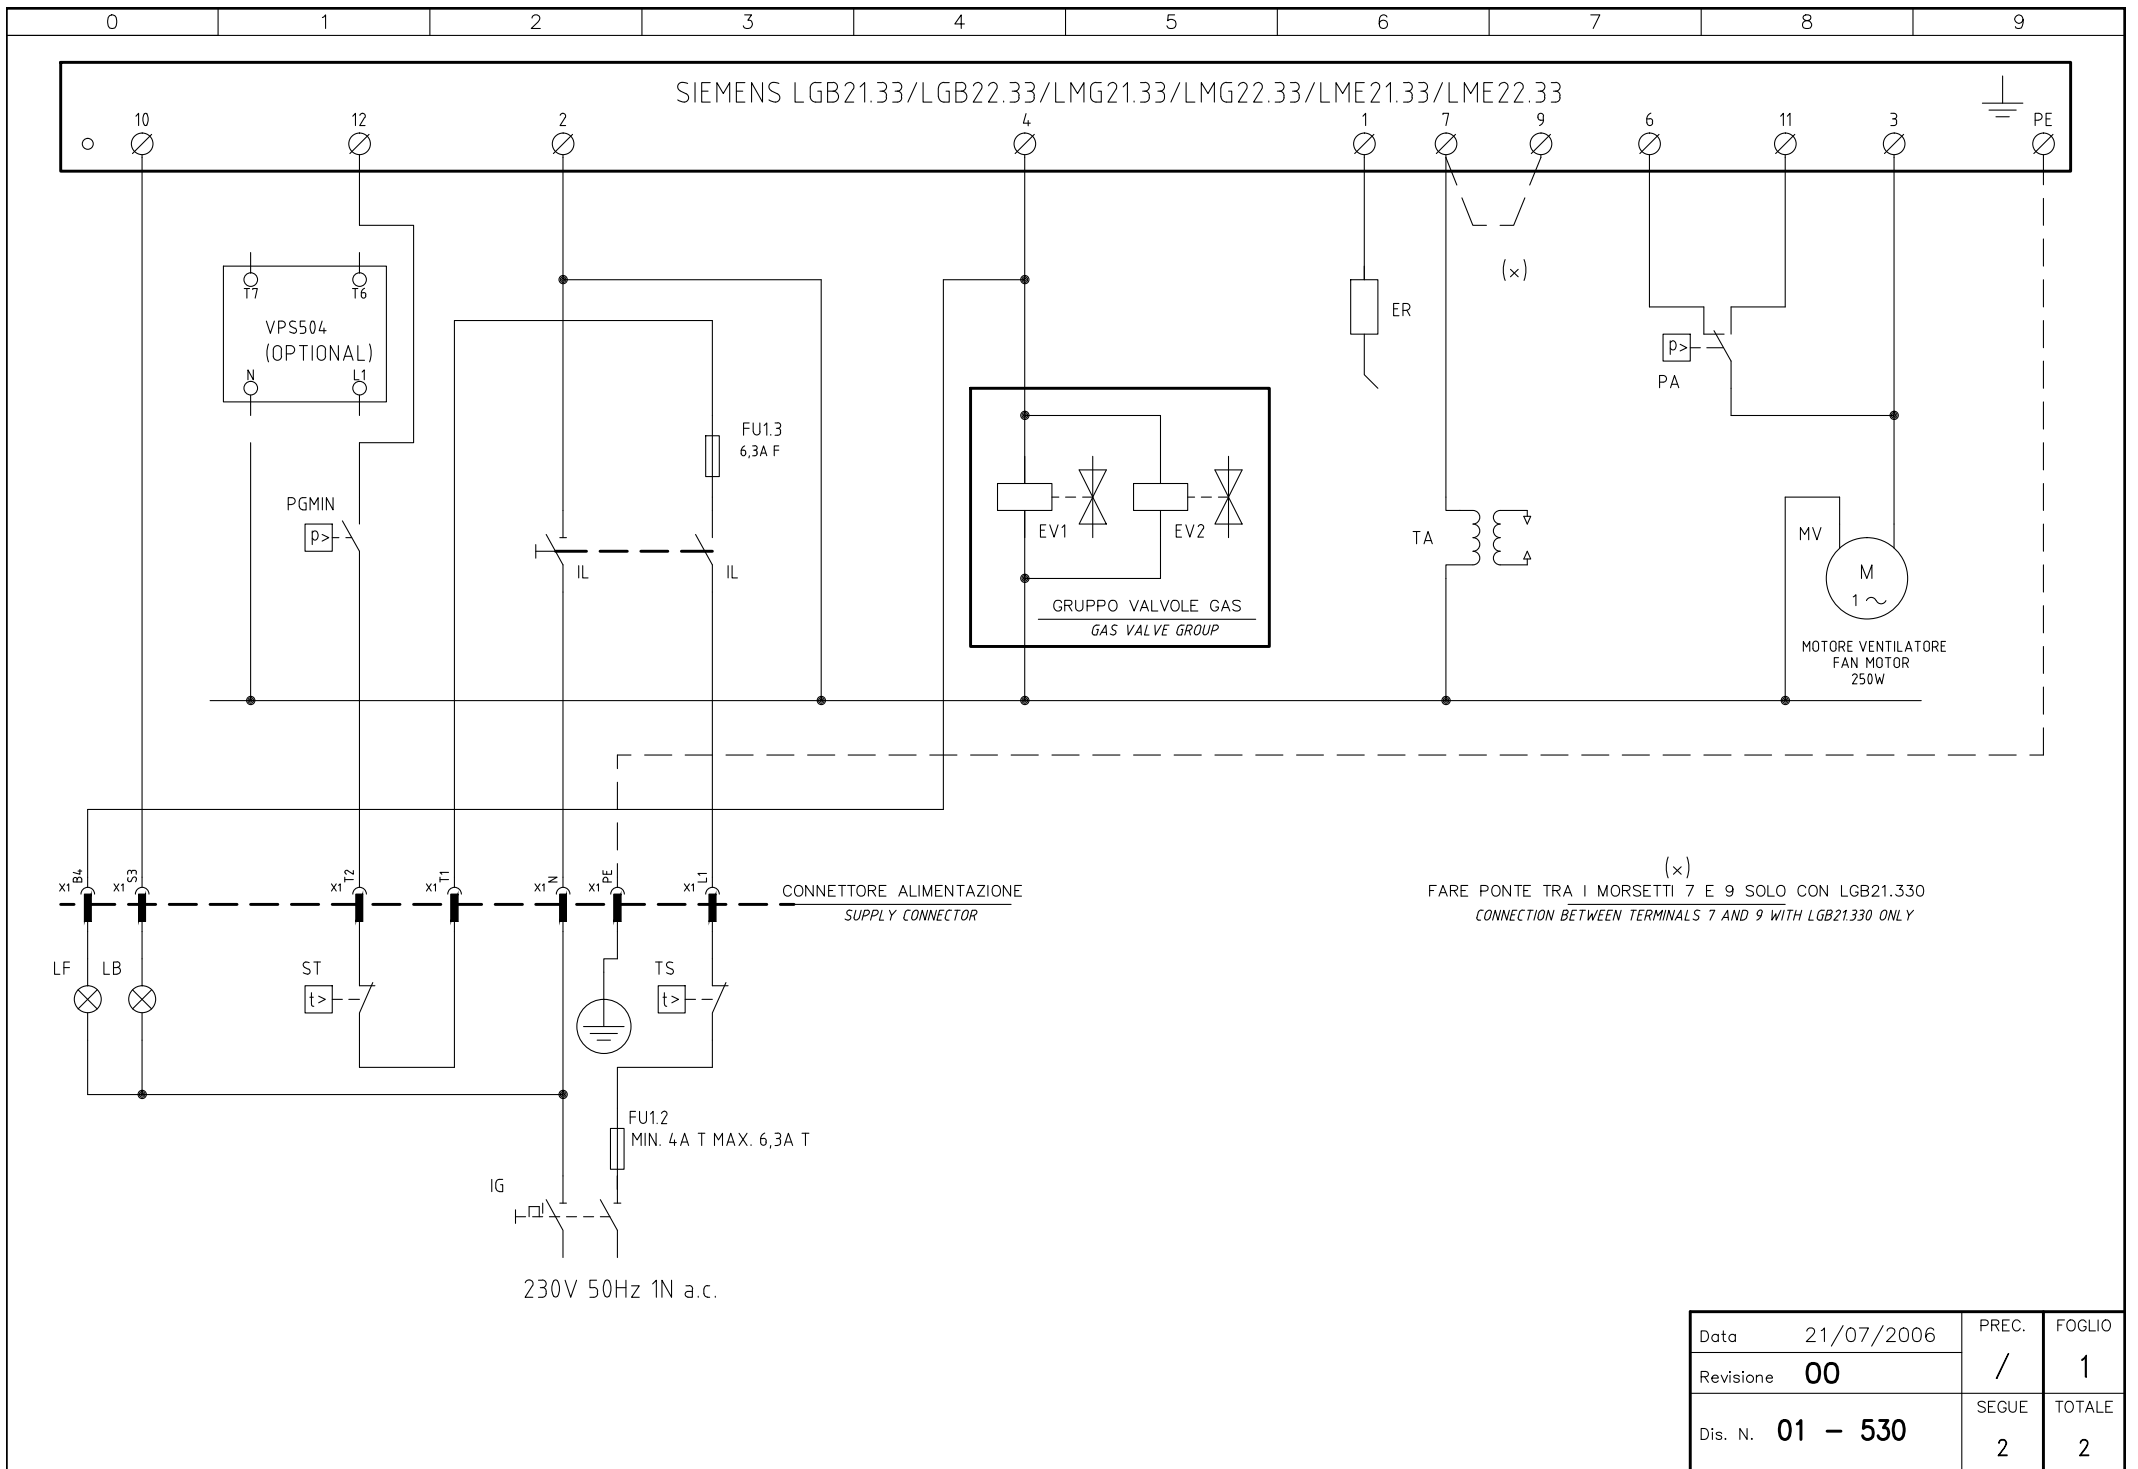 0 1 2 3 4 5 6 7 8 9
SIEMENS LGB21.33/LGB22.33/LMG21.33/LMG22.33/LME21.33/LME22.33
10 12 2 4 1 7 9 6 11 3 PE
T7 T6
VPS504
(OPTIONAL)
N L1
(x)
ER
p>
PA
FU1.3
6,3A F
PGMIN
p>
IL IL
EV1 EV2
GRUPPO VALVOLE GAS
GAS VALVE GROUP
TA
MV
M
1~
MOTORE VENTILATORE
FAN MOTOR
250W
X1 B4 X1 S3 X1 T2 X1 T1 X1 N X1 PE X1 L1
CONNETTORE ALIMENTAZIONE
SUPPLY CONNECTOR
(x)
FARE PONTE TRA I MORSETTI 7 E 9 SOLO CON LGB21.330
CONNECTION BETWEEN TERMINALS 7 AND 9 WITH LGB21330 ONLY
LF LB ST TS
t> t>
FU1.2
MIN. 4A T MAX. 6,3A T
IG
230V 50Hz 1N a.c.
Data 21/07/2006
PREC.
/
FOGLIO
1
Revisione 00
Dis. N. 01 - 530
SEGUE
2
TOTALE
2